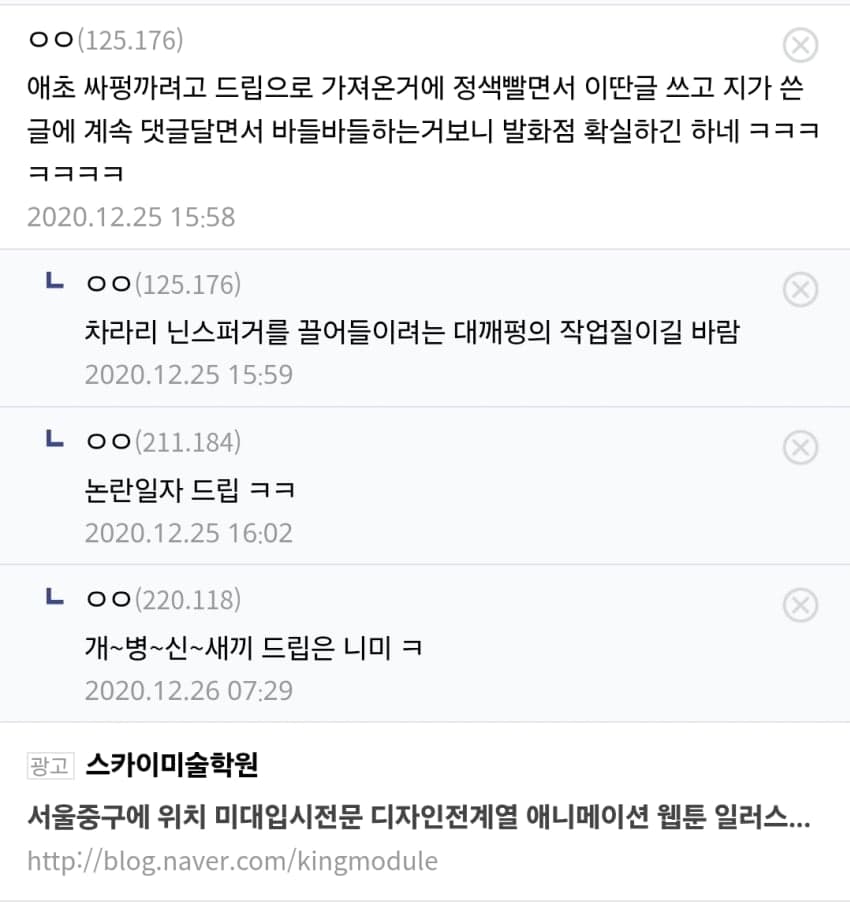 ㅇㅇ(125.176)
애초 싸펑까려고 드립으로 가져온거에 정색빨면서 이딴글 쓰고 지가 쓴
글에 계속 댓글달면서 바들바들하는거보니 발화점 확실하긴 하네 ㅋㅋㅋ
ㅋㅋㅋㅋ
2020.12.25 15:58
ㄴ ㅇㅇ(125.176)
차라리 닌스퍼거를 끌어들이려는 대깨펑의 작업질이길 바람
2020.12.25 15:59
ㄴ ㅇㅇ(211.184)
논란일자 드립 ㅋㅋ
2020.12.25 16:02
ㄴ ㅇㅇ(220.118)
개~병~신~새끼 드립은 니미 ㅋ
2020.12.26 07:29
광고 스카이미술학원
서울중구에 위치 미대입시전문 디자인전계열 애니메이션 웹툰 일러스...
http://blog.naver.com/kingmodule